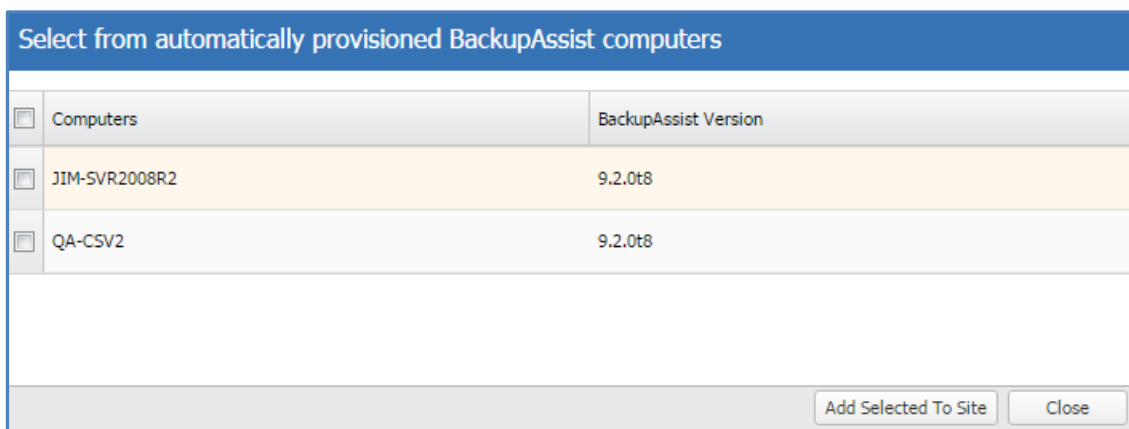 Select from automatically provisioned BackupAssist computers
Computers BackupAssist Version
JIM-SVR2008R2 9.2.0t8
QA-CSV2 9.2.0t8
Add Selected To Site Close